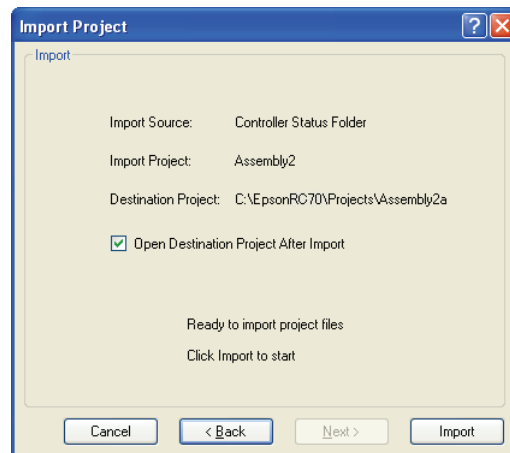 Import Project
Import
Import Source: Controller Status Folder
Import Project: Assembly2
Destination Project: C:\EpsonRC70\Projects\Assembly2a
Open Destination Project After Import
Ready to import project files
Click Import to start
Cancel < Back Next > Import